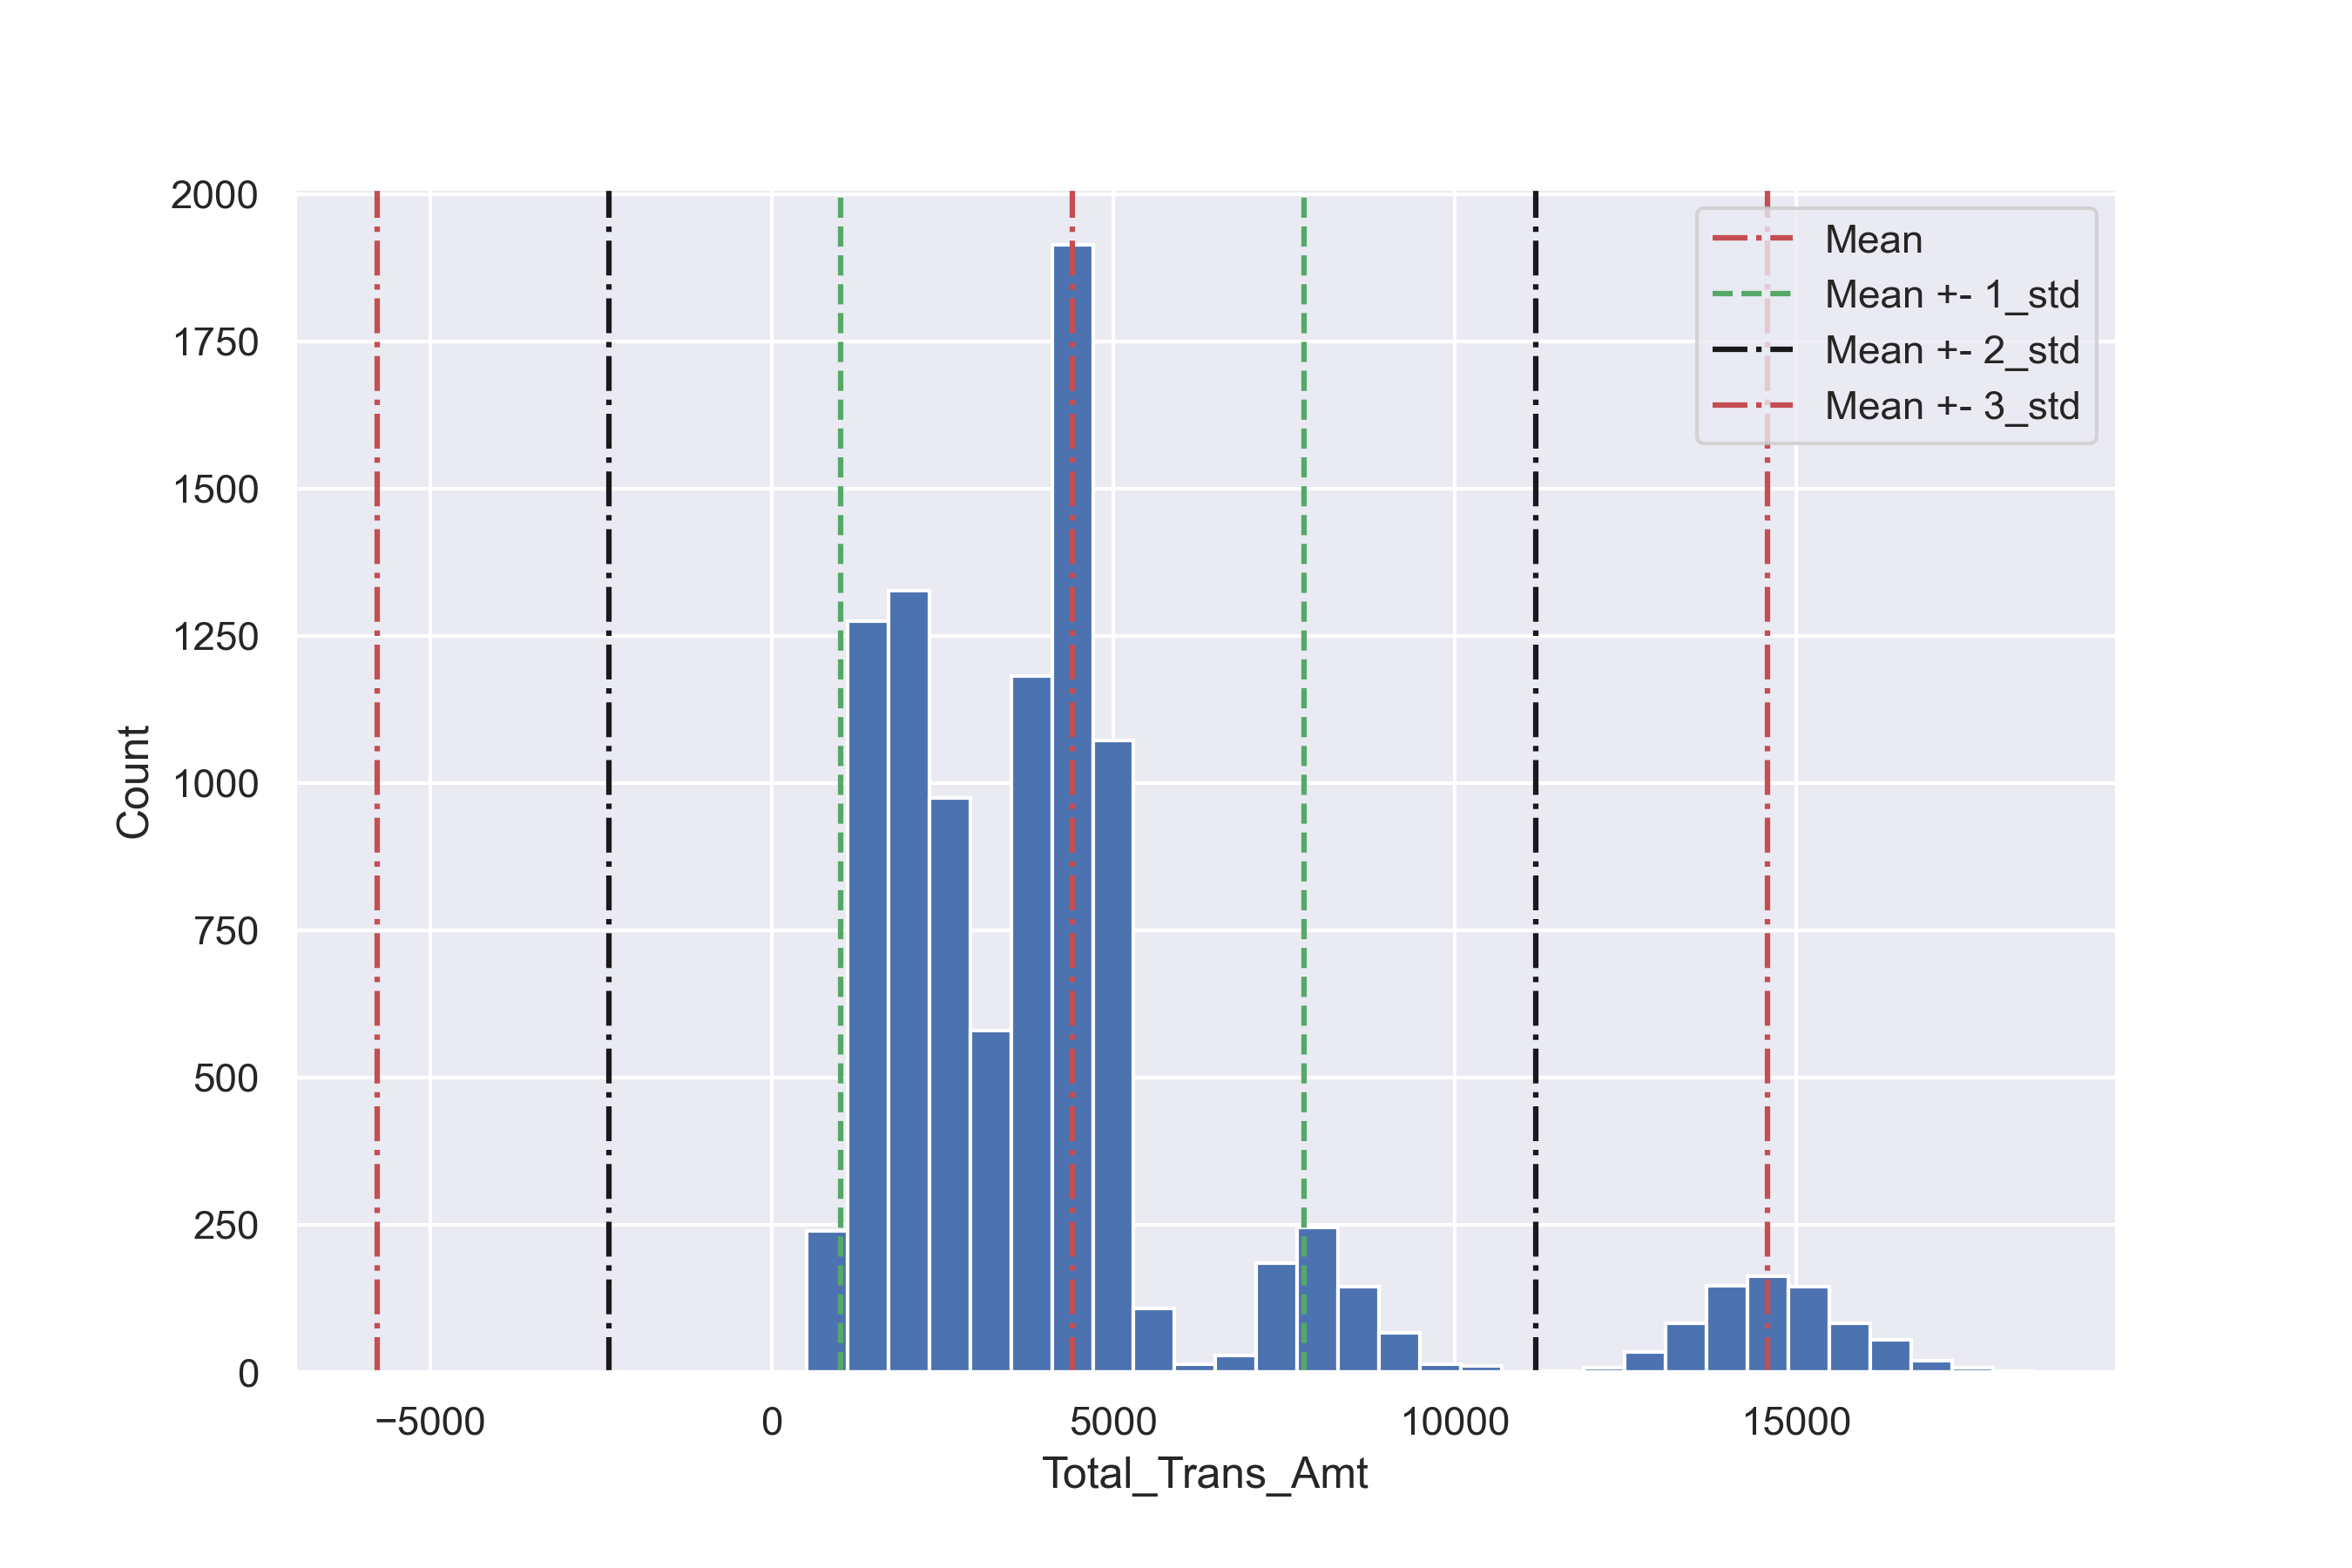 2000
1750
1500
1250
1000
750
500
250
0
Count
−5000
0
5000
10000
15000
Total_Trans_Amt
Mean
Mean +- 1_std
Mean +- 2_std
Mean +- 3_std